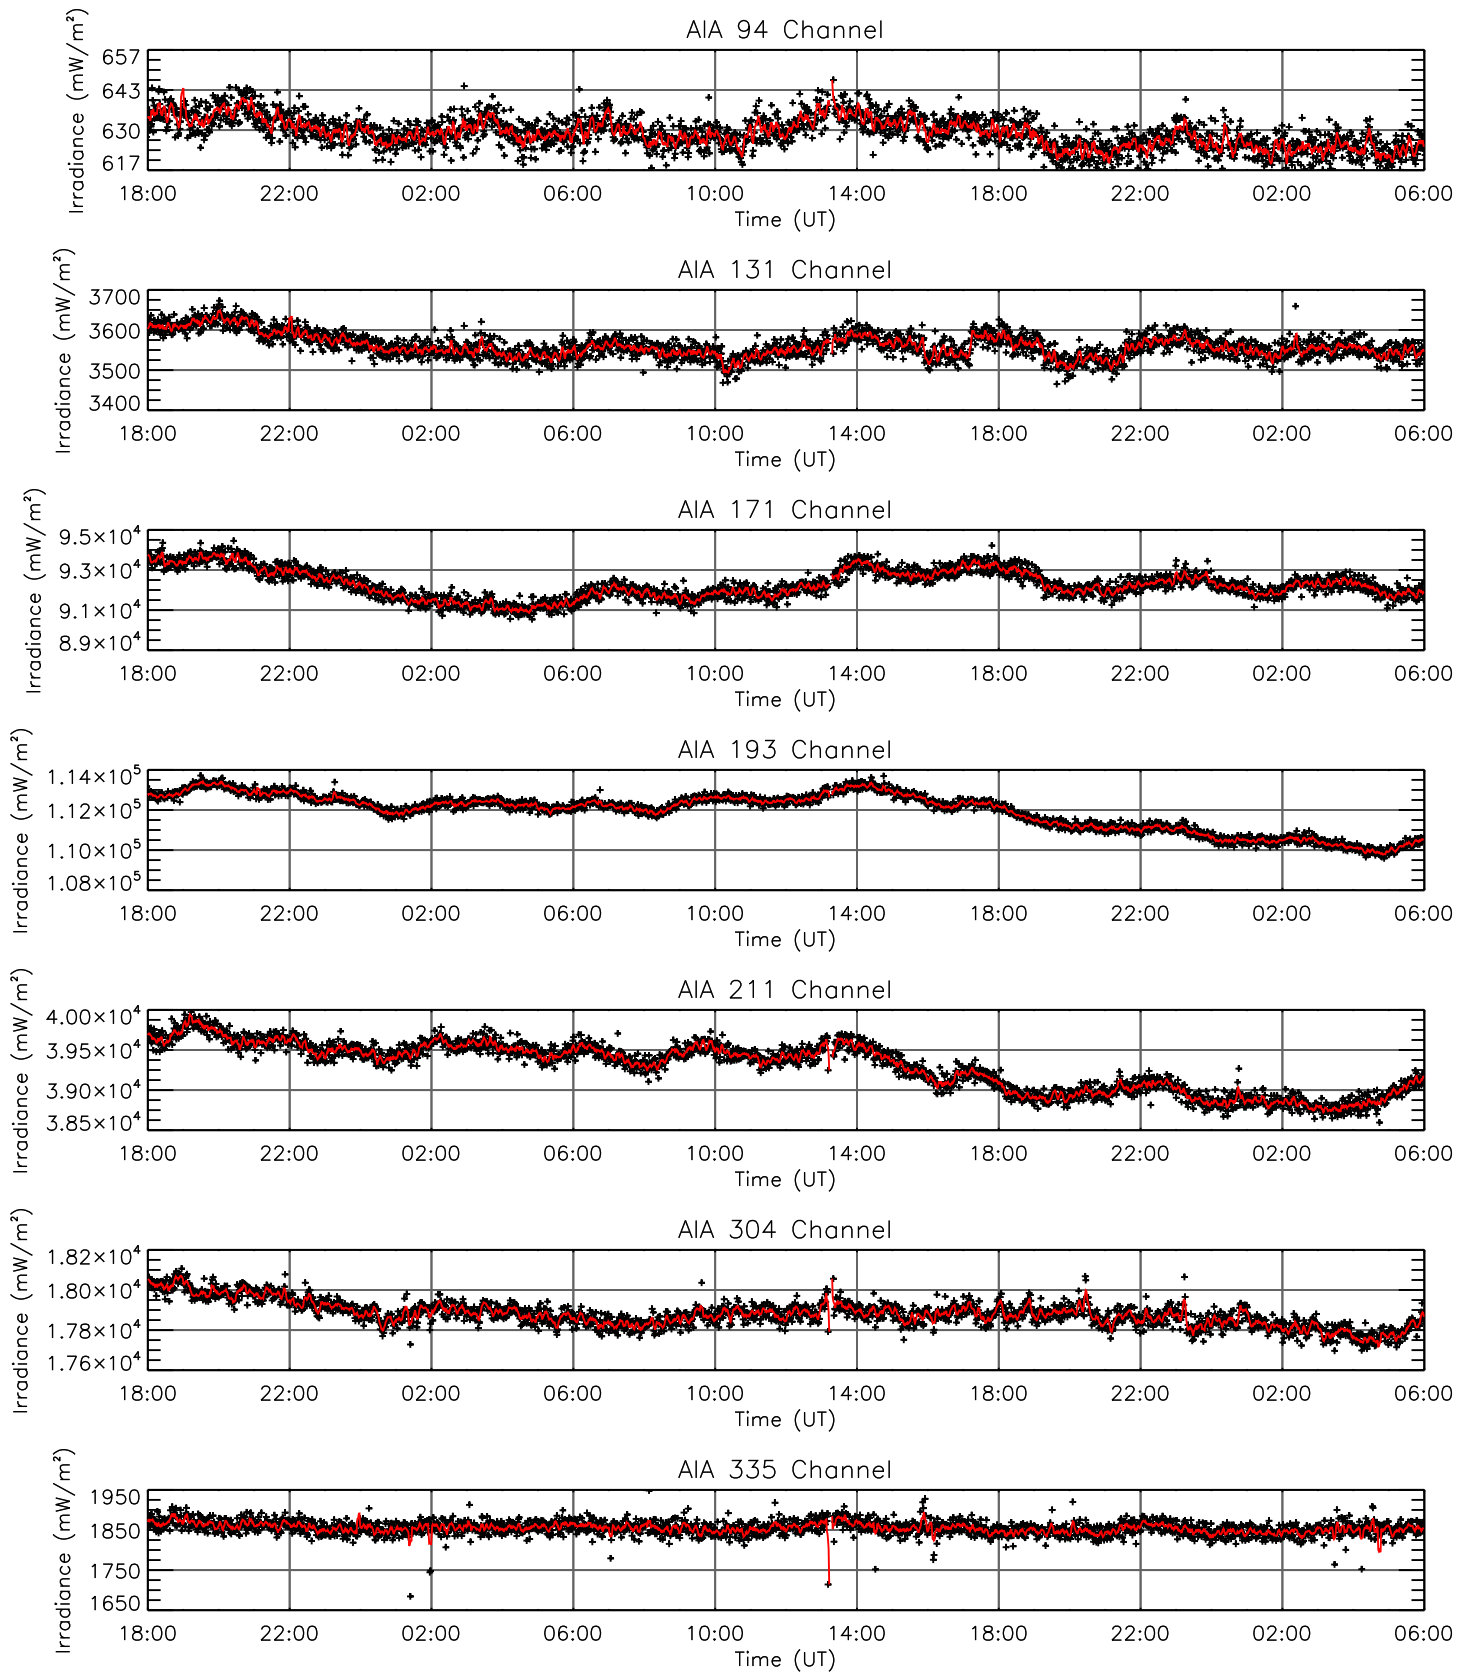 AIA 94 Channel
Irradiance (mW/m²)
657
643
630
617
18:00 22:00 02:00 06:00 10:00 14:00 18:00 22:00 02:00 06:00
Time (UT)
AIA 131 Channel
Irradiance (mW/m²)
3700
3600
3500
3400
18:00 22:00 02:00 06:00 10:00 14:00 18:00 22:00 02:00 06:00
Time (UT)
AIA 171 Channel
Irradiance (mW/m²)
9.5×10⁴
9.3×10⁴
9.1×10⁴
8.9×10⁴
18:00 22:00 02:00 06:00 10:00 14:00 18:00 22:00 02:00 06:00
Time (UT)
AIA 193 Channel
Irradiance (mW/m²)
1.14×10⁵
1.12×10⁵
1.10×10⁵
1.08×10⁵
18:00 22:00 02:00 06:00 10:00 14:00 18:00 22:00 02:00 06:00
Time (UT)
AIA 211 Channel
Irradiance (mW/m²)
4.00×10⁴
3.95×10⁴
3.90×10⁴
3.85×10⁴
18:00 22:00 02:00 06:00 10:00 14:00 18:00 22:00 02:00 06:00
Time (UT)
AIA 304 Channel
Irradiance (mW/m²)
1.82×10⁴
1.80×10⁴
1.78×10⁴
1.76×10⁴
18:00 22:00 02:00 06:00 10:00 14:00 18:00 22:00 02:00 06:00
Time (UT)
AIA 335 Channel
Irradiance (mW/m²)
1950
1850
1750
1650
18:00 22:00 02:00 06:00 10:00 14:00 18:00 22:00 02:00 06:00
Time (UT)